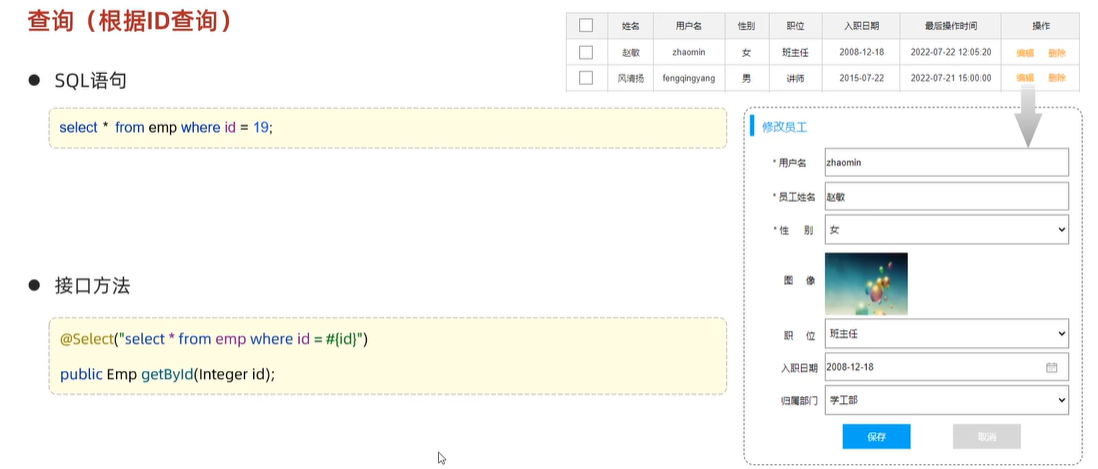 查询（根据ID查询）
SQL语句
select * from emp where id = 19;
接口方法
@Select("select * from emp where id = #{id}")
public Emp getById(Integer id);
姓名 用户名 性别 职位 入职日期 最后操作时间 操作
赵敏 zhaomin 女 班主任 2008-12-18 2022-07-22 12:05:20 编辑 删除
风清扬 fengqingyang 男 讲师 2015-07-22 2022-07-21 15:00:00 编辑 删除
修改员工
* 用户名 zhaomin
* 员工姓名 赵敏
* 性 别 女
图 像
职 位 班主任
入职日期 2008-12-18
归属部门 学工部
保存 取消